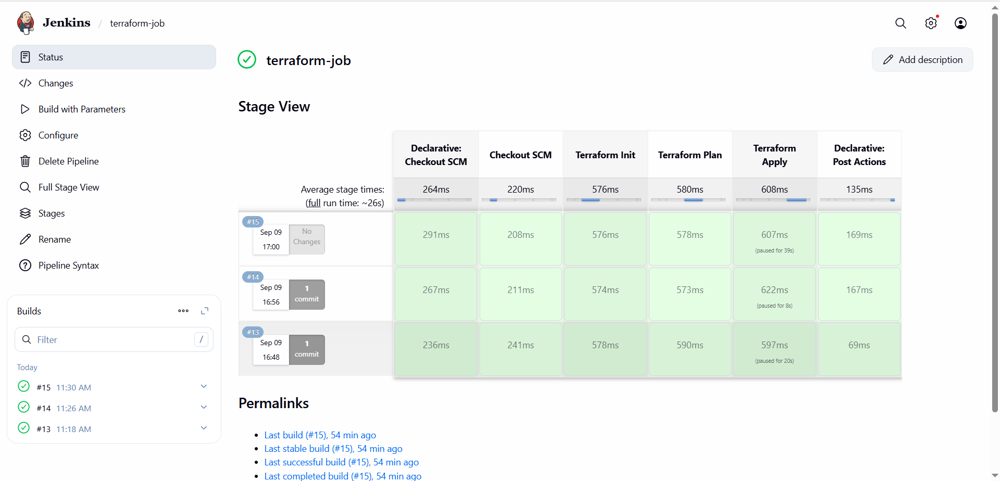 Jenkins / terraform-job
Status
Changes
Build with Parameters
Configure
Delete Pipeline
Full Stage View
Stages
Rename
Pipeline Syntax
Builds
Filter /
Today
#15 11:30 AM
#14 11:26 AM
#13 11:18 AM
terraform-job
Add description
Stage View
Declarative: Checkout SCM
Checkout SCM
Terraform Init
Terraform Plan
Terraform Apply
Declarative: Post Actions
Average stage times:
(full run time: ~26s)
264ms 220ms 576ms 580ms 608ms 135ms
#15
Sep 09
17:00
No
Changes
291ms 208ms 576ms 578ms 607ms 169ms
(paused for 39s)
#14
Sep 09
16:56
1
commit
267ms 211ms 574ms 573ms 622ms 167ms
(paused for 8s)
#13
Sep 09
16:48
1
commit
236ms 241ms 578ms 590ms 597ms 69ms
(paused for 20s)
Permalinks
Last build (#15), 54 min ago
Last stable build (#15), 54 min ago
Last successful build (#15), 54 min ago
Last completed build (#15), 54 min ago